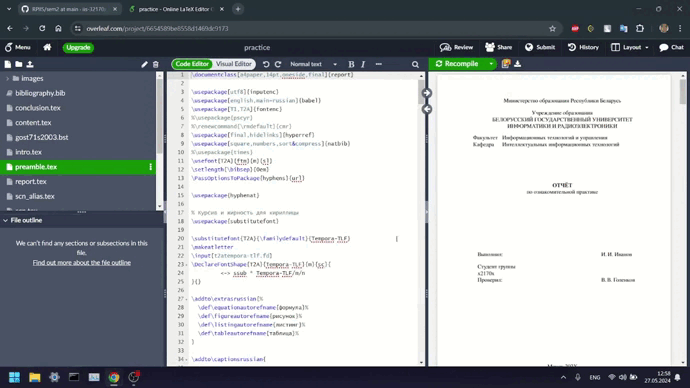 RP95/sem2 at main · iis-32170
practice - Online LaTeX Editor O
overleaf.com/project/6654589be8558d1469dc9173
Menu
Upgrade
practice
Review
Share
Submit
History
Layout
Chat
Code Editor
Visual Editor
Normal text
Recompile
images
bibliography.bib
conclusion.tex
content.tex
gost71s2003.bst
intro.tex
preamble.tex
report.tex
scn_alias.tex
File outline
We can't find any sections or subsections in this file.
Find out more about the file outline
1 \documentclass[a4paper,14pt,oneside,final]{report}
2
3 \usepackage[utf8]{inputenc}
4 \usepackage[english,main=russian]{babel}
5 \usepackage[T1,T2A]{fontenc}
6 %\usepackage{pscyr}
7 %\renewcommand{\rmdefault}{cmr}
8 \usepackage[final,hidelinks]{hyperref}
9 \usepackage[square,numbers,sort&compress]{natbib}
10 %\usepackage{times}
11 \usefont{T2A}{ftm}{m}{sl}
12 \setlength{\bibsep}{0em}
13 \PassOptionsToPackage{hyphens}{url}
14
15 \usepackage{hyphenat}
16
17 % Курсив и жирность для кириллицы
18 \usepackage{substitutefont}
19
20 \substitutefont{T2A}{\familydefault}{Tempora-TLF}
21 \makeatletter
22 \input{t2atempora-tlf.fd}
23 \DeclareFontShape{T2A}{Tempora-TLF}{m}{sc}{
24 <-> ssub * Tempora-TLF/m/n
25 }{}
26
27 \addto\extrasrussian{%
28 \def\equationautorefname{формула}%
29 \def\figureautorefname{рисунок}%
30 \def\listingautorefname{листинг}%
31 \def\tableautorefname{таблица}%
32 }
33
34 \addto\captionsrussian{
Министерство образования Республики Беларусь
Учреждение образования
БЕЛОРУССКИЙ ГОСУДАРСТВЕННЫЙ УНИВЕРСИТЕТ
ИНФОРМАТИКИ И РАДИОЭЛЕКТРОНИКИ
Факультет Информационных технологий и управления
Кафедра Интеллектуальных информационных технологий
ОТЧЁТ
по ознакомительной практике
Выполнил: И. И. Иванов
Студент группы
x2170x
Проверил: В. В. Голенков
ENG
12:58
27.05.2024